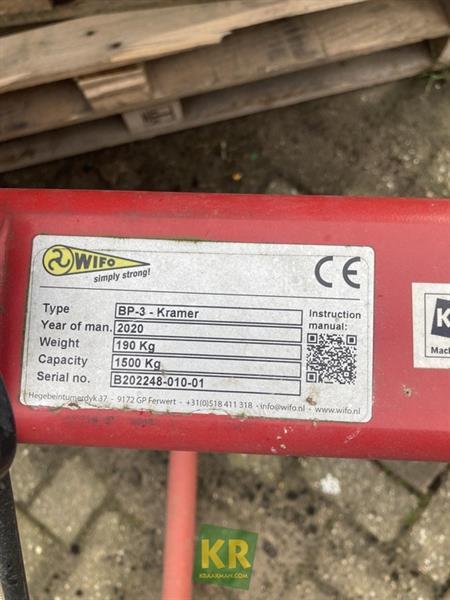 WIFO
simply strong!
CE
Type BP-3 - Kramer
Year of man. 2020
Weight 190 Kg
Capacity 1500 Kg
Serial no. B202248-010-01
Instruction
manual:
Hegebeintumerdyk 37 - 9172 GP Ferwert - +31(0)518 411 318 - info@wifo.nl - www.wifo.nl
K
Mach
KR
KRAAKMAN.COM